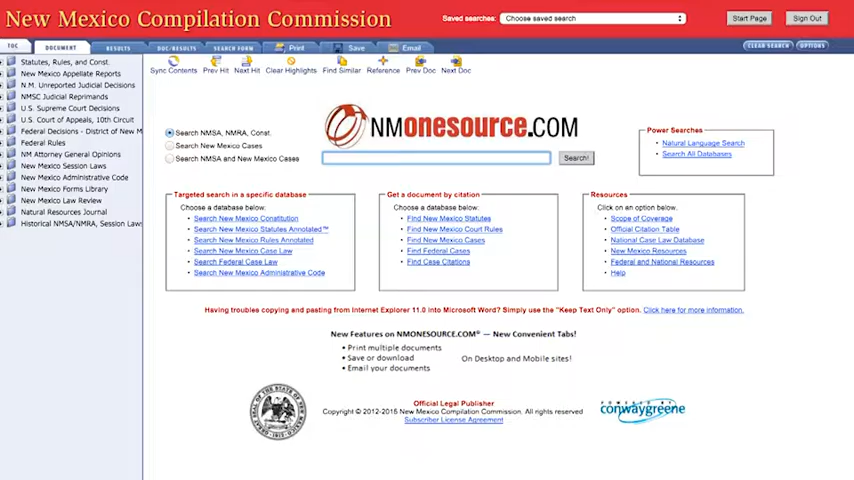 New Mexico Compilation Commission
Saved searches: Choose saved search
Start Page
Sign Out
TOC
DOCUMENT
RESULTS
DOC/RESULTS
SEARCH FORM
Print
Save
Email
CLEAR SEARCH
OPTIONS
Sync Contents
Prev Hit
Next Hit
Clear Highlights
Find Similar
Reference
Prev Doc
Next Doc
Statutes, Rules, and Const.
New Mexico Appellate Reports
N.M. Unreported Judicial Decisions
NMSC Judicial Reprimands
U.S. Supreme Court Decisions
U.S. Court of Appeals, 10th Circuit
Federal Decisions - District of New M
Federal Rules
NM Attorney General Opinions
New Mexico Session Laws
New Mexico Administrative Code
New Mexico Forms Library
New Mexico Law Review
Natural Resources Journal
Historical NMSA/NMRA, Session Laws
NMONESOURCE.COM
Search NMSA, NMRA, Const.
Search New Mexico Cases
Search NMSA and New Mexico Cases
Search!
Power Searches
Natural Language Search
Search All Databases
Targeted search in a specific database
Choose a database below:
Search New Mexico Constitution
Search New Mexico Statutes Annotated™
Search New Mexico Rules Annotated
Search New Mexico Case Law
Search Federal Case Law
Search New Mexico Administrative Code
Get a document by citation
Choose a database below:
Find New Mexico Statutes
Find New Mexico Court Rules
Find New Mexico Cases
Find Federal Cases
Find Case Citations
Resources
Click on an option below.
Scope of Coverage
Official Citation Table
National Case Law Database
New Mexico Resources
Federal and National Resources
Help
Having troubles copying and pasting from Internet Explorer 11.0 into Microsoft Word? Simply use the "Keep Text Only" option. Click here for more information.
New Features on NMONESOURCE.COM® — New Convenient Tabs!
• Print multiple documents
• Save or download
• Email your documents
On Desktop and Mobile sites!
Official Legal Publisher
Copyright © 2012-2015 New Mexico Compilation Commission. All rights reserved
Subscriber License Agreement
POWERED BY
conwaygreene